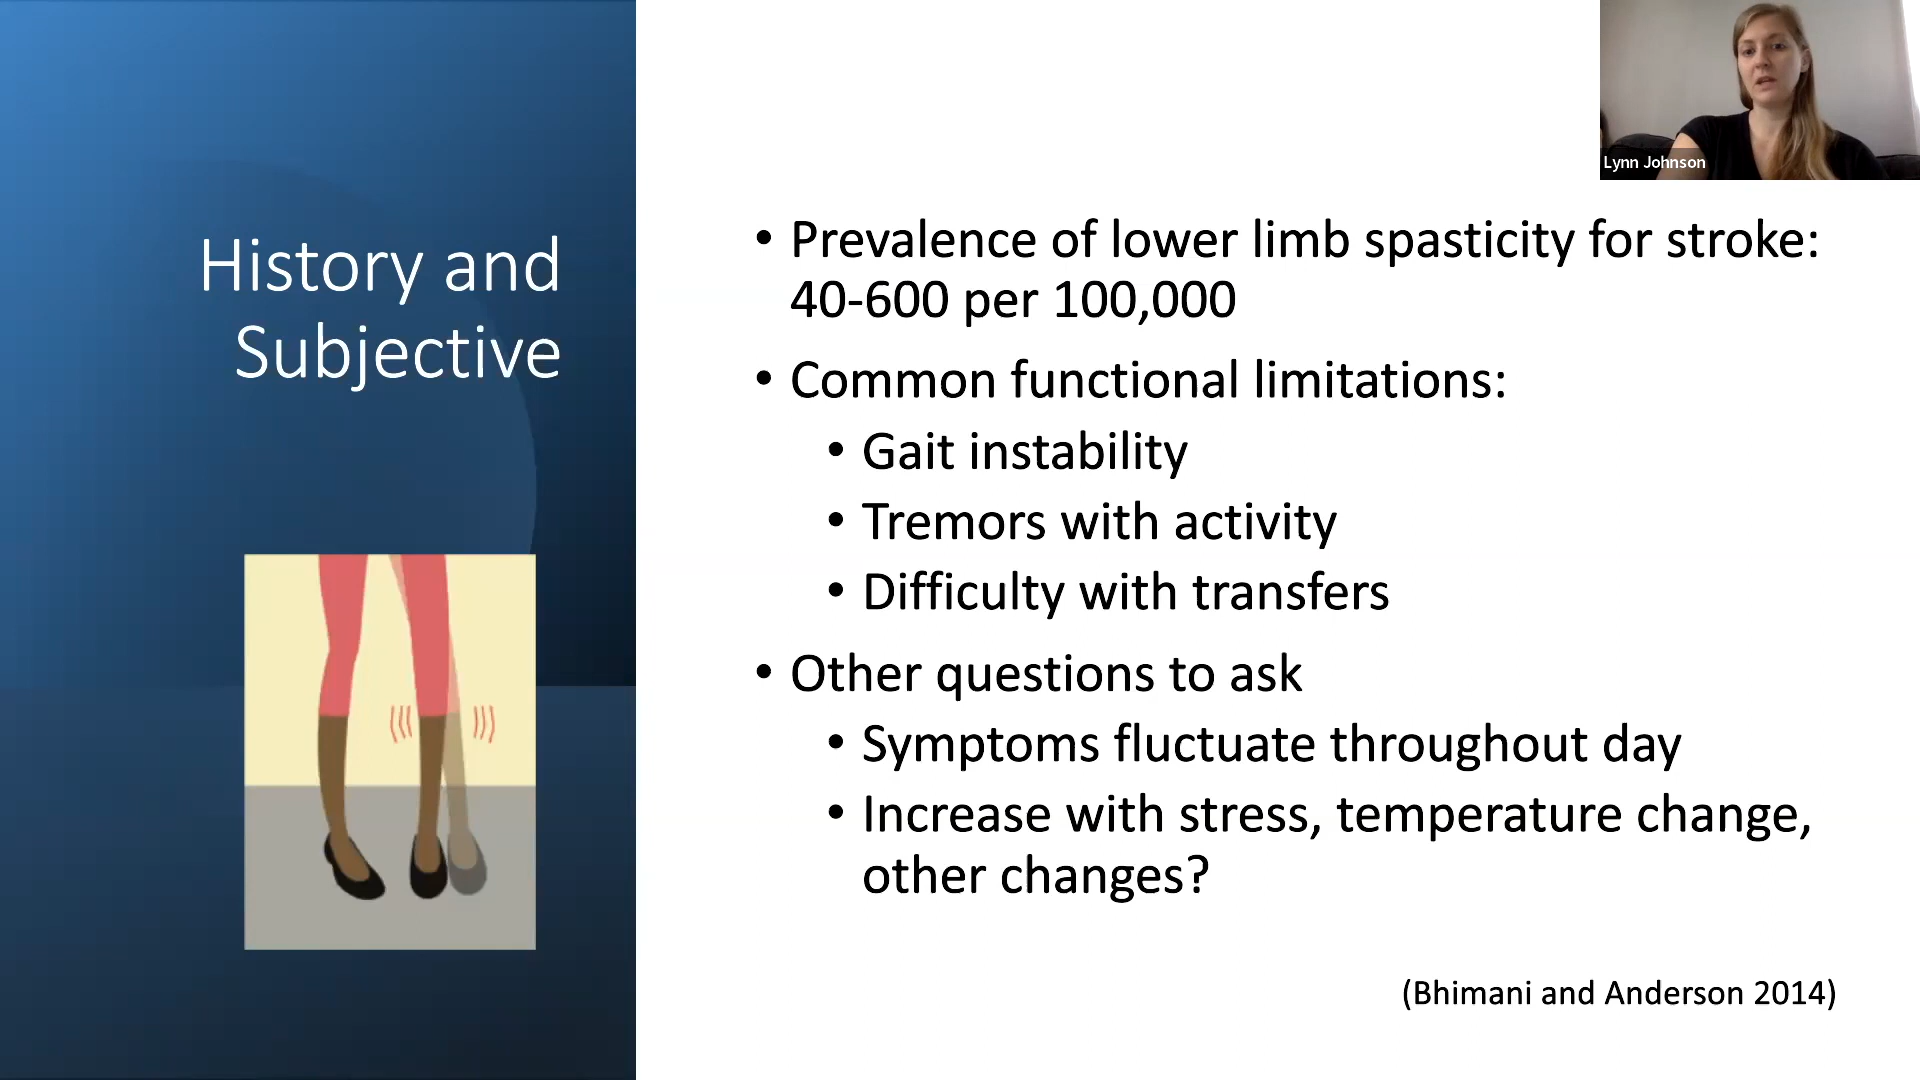 Lynn Johnson
History and
Subjective
• Prevalence of lower limb spasticity for stroke:
40-600 per 100,000
• Common functional limitations:
• Gait instability
• Tremors with activity
• Difficulty with transfers
• Other questions to ask
• Symptoms fluctuate throughout day
• Increase with stress, temperature change,
other changes?
(Bhimani and Anderson 2014)